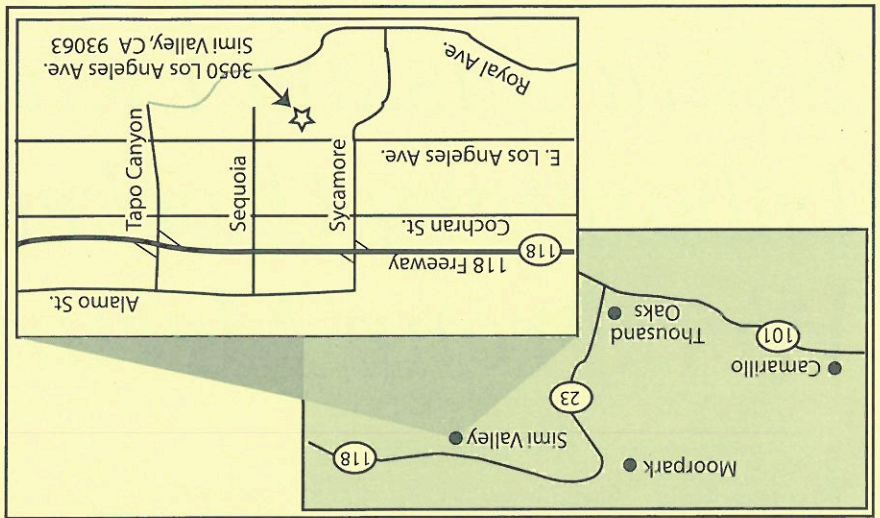 Moorpark
Simi Valley
118
23
Camarillo
101
Thousand
Oaks
Alamo St.
118 Freeway
118
Cochran St.
E. Los Angeles Ave.
Sycamore
Sequoia
Tapo Canyon
Royal Ave.
3050 Los Angeles Ave.
Simi Valley, CA 93063